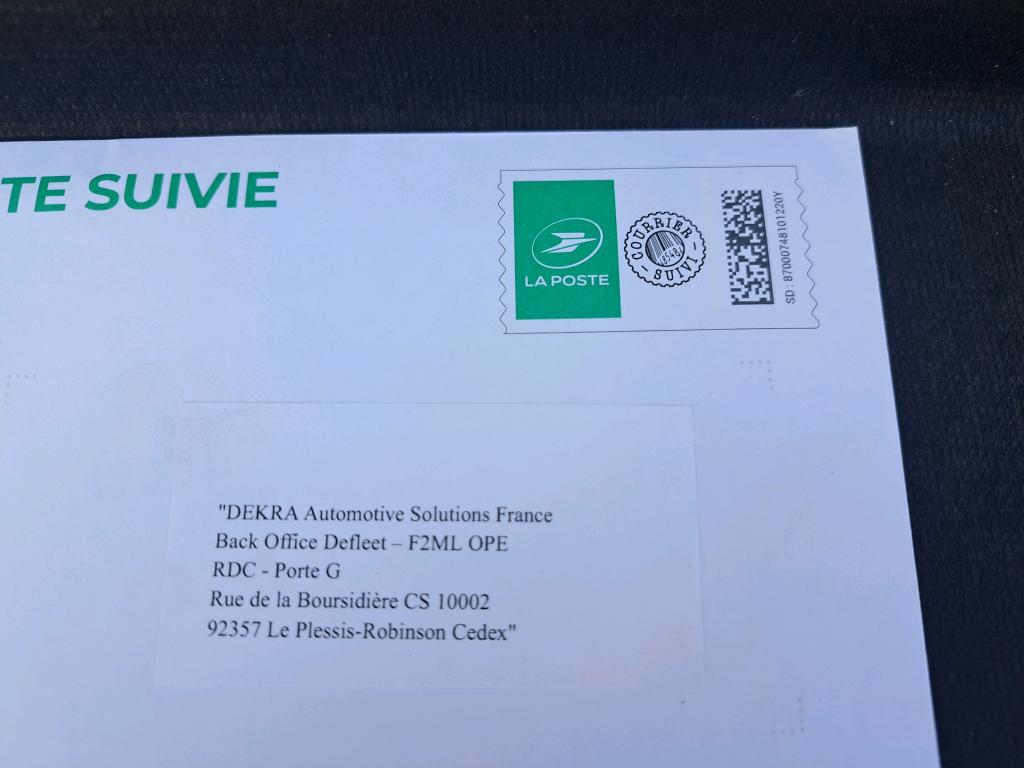 TE SUIVIE
LA POSTE
COURRIER
SUIVI
SD : 87000748101220Y
"DEKRA Automotive Solutions France
Back Office Defleet – F2ML OPE
RDC - Porte G
Rue de la Boursidière CS 10002
92357 Le Plessis-Robinson Cedex"